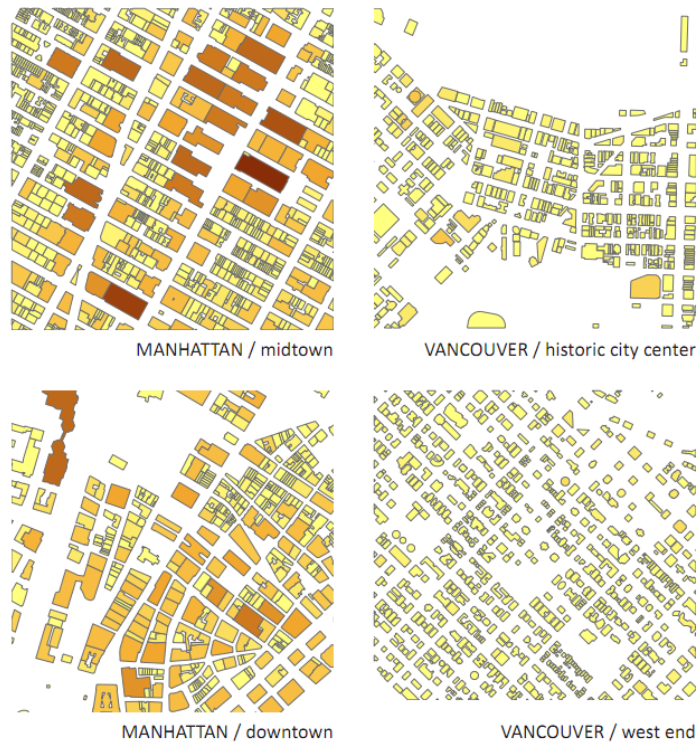 MANHATTAN / midtown
VANCOUVER / historic city center
MANHATTAN / downtown
VANCOUVER / west end